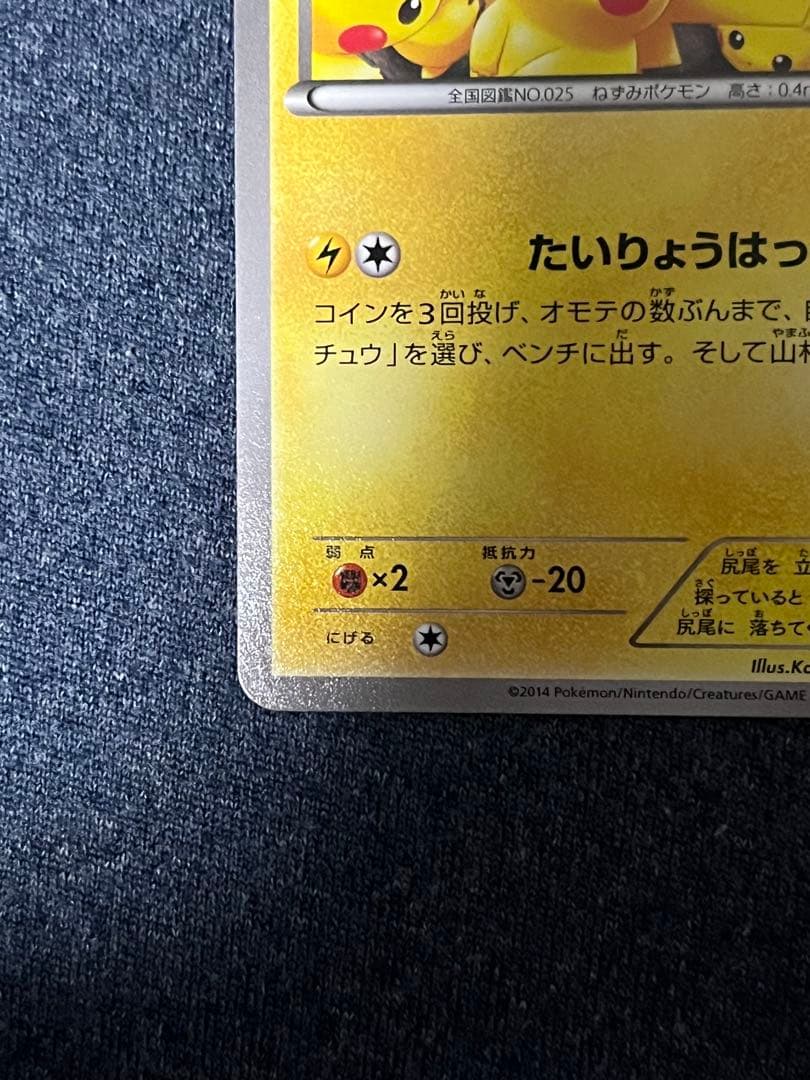 全国図鑑NO.025 ねずみポケモン 高さ:0.4m
たいりょうはっ
コインを3回投げ、オモテの数ぶんまで、
チュウ」を選び、ベンチに出す。そして山
弱点 抵抗力
×2 -20
にげる
尻尾を 立
探っていると
尻尾に 落ちて
Illus.Ko
©2014 Pokémon/Nintendo/Creatures/GAME